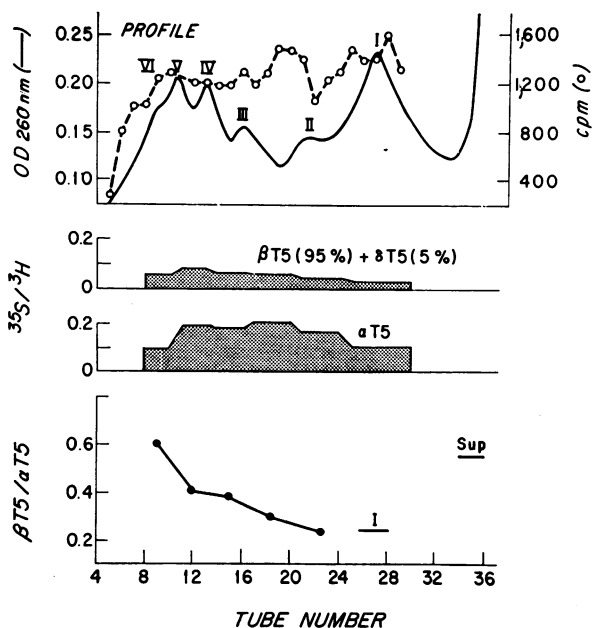 PROFILE
OD 260 nm (—)
0.25
0.20
0.15
0.10
VI
V
IV
III
II
I
1,600
1,200
800
400
cpm (o)
35S/3H
0.2
0
βT5 (95%) + δT5 (5%)
0.2
0
αT5
βT5/αT5
0.6
0.4
0.2
I
Sup
4 8 12 16 20 24 28 32 36
TUBE NUMBER